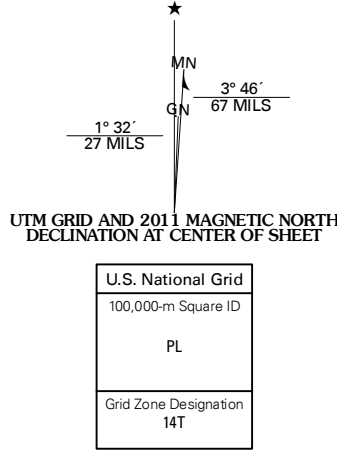 ★
MN
3° 46´
67 MILS
GN
1° 32´
27 MILS
UTM GRID AND 2011 MAGNETIC NORTH
DECLINATION AT CENTER OF SHEET
U.S. National Grid
100,000-m Square ID
PL
Grid Zone Designation
14T